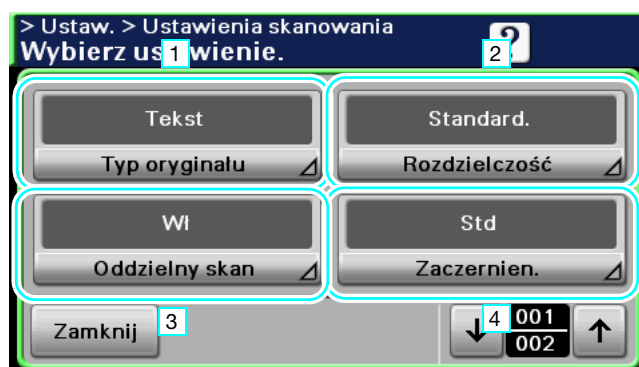 > Ustaw. > Ustawienia skanowania
Wybierz us 1 wienie.
2
?
Tekst
Typ oryginału
Standard.
Rozdzielczość
Wł
Oddzielny skan
Std
Zaczernien.
Zamknij
3
↓
4
001
002
↑